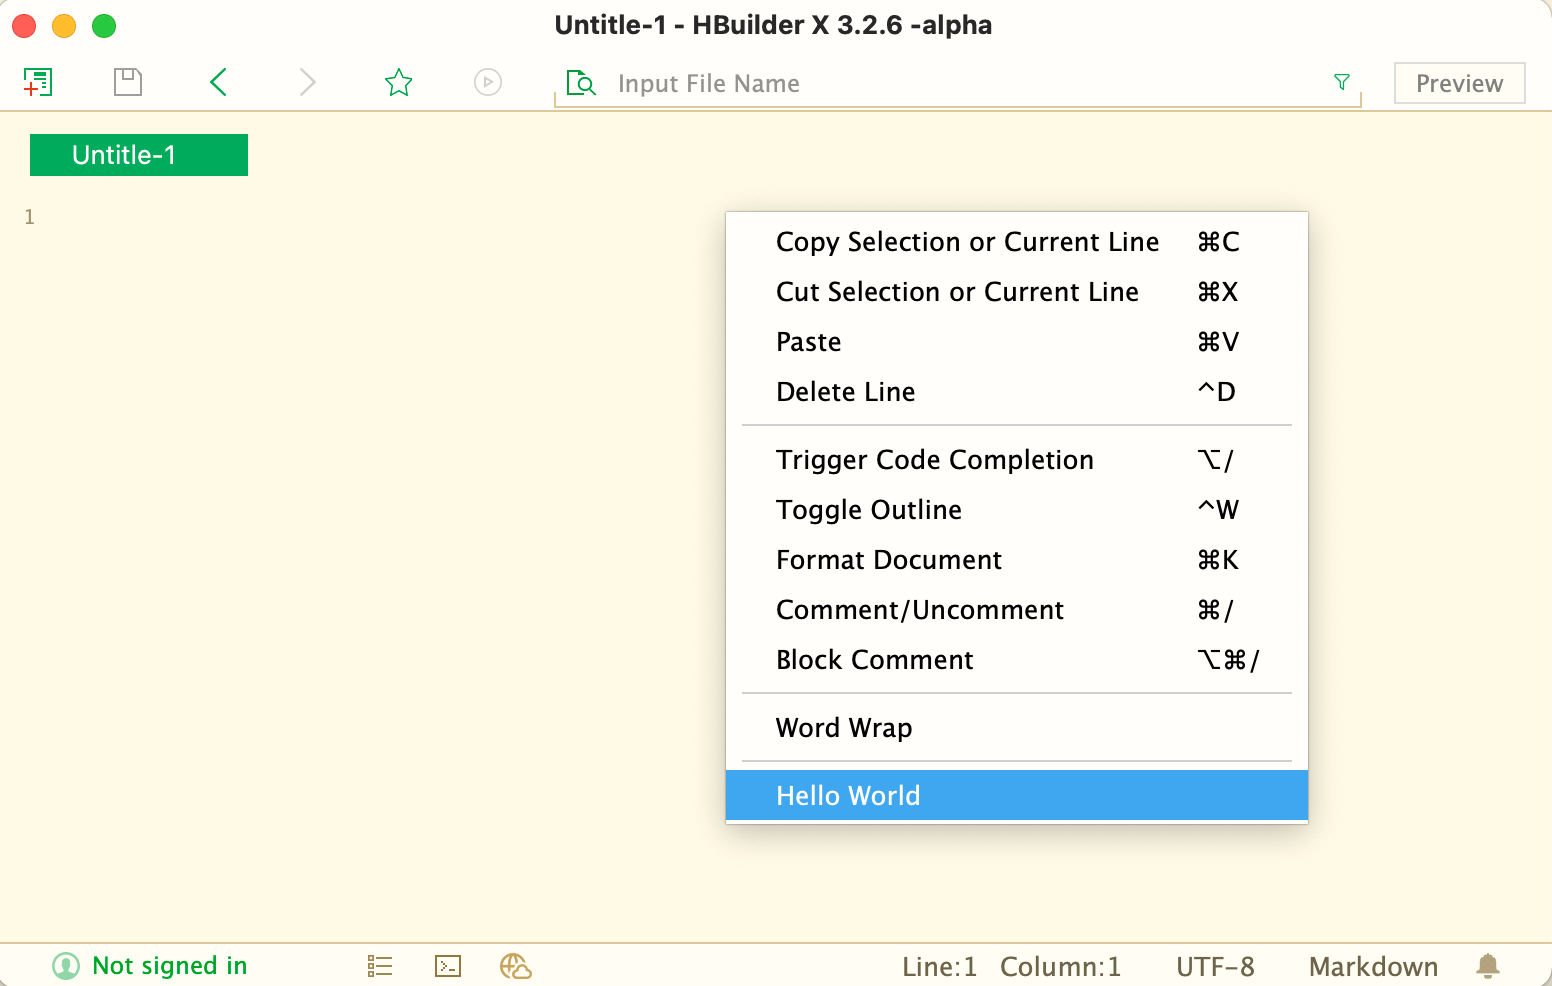 Untitle-1 - HBuilder X 3.2.6 -alpha
Input File Name
Preview
Untitle-1
1
Copy Selection or Current Line ⌘C
Cut Selection or Current Line ⌘X
Paste ⌘V
Delete Line ^D
Trigger Code Completion ⌥/
Toggle Outline ^W
Format Document ⌘K
Comment/Uncomment ⌘/
Block Comment ⌥⌘/
Word Wrap
Hello World
Not signed in Line:1 Column:1 UTF-8 Markdown